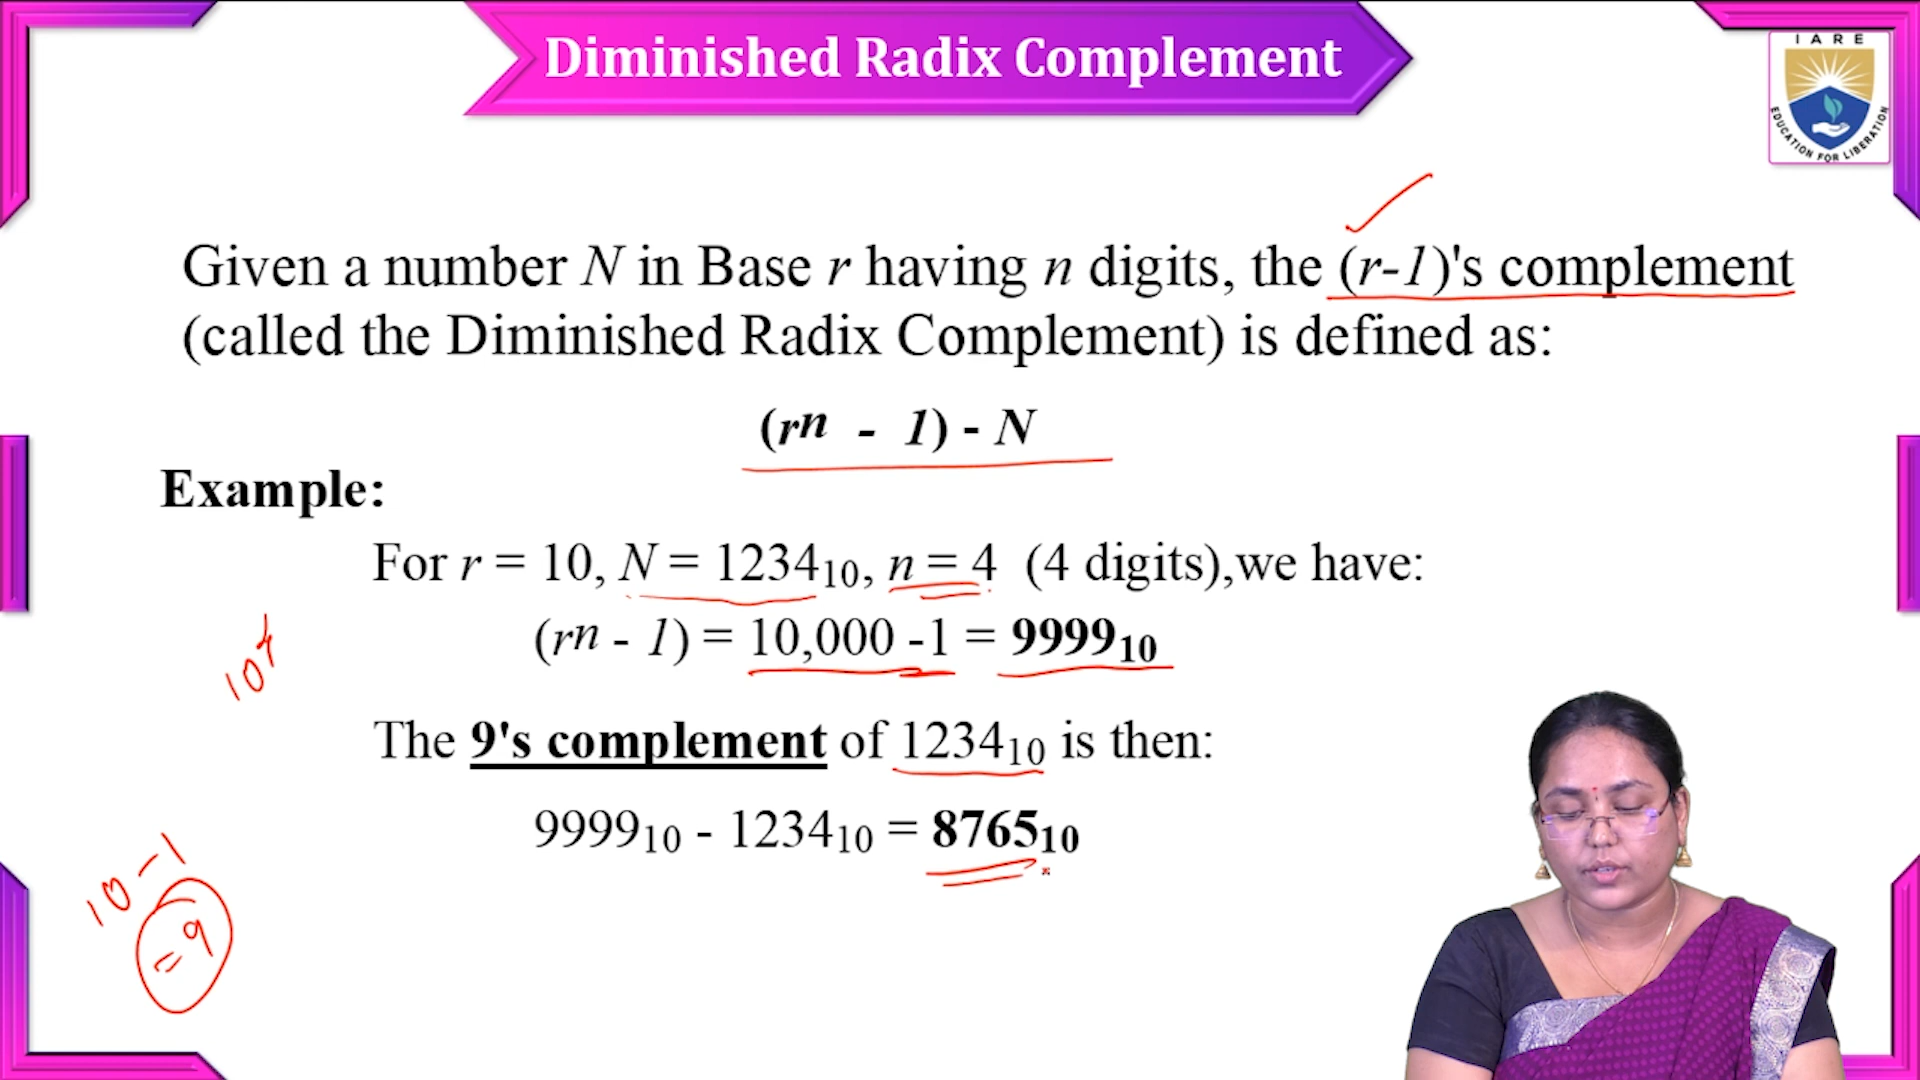 Diminished Radix Complement
IARE
EDUCATION FOR LIBERATION
Given a number N in Base r having n digits, the (r-1)'s complement
(called the Diminished Radix Complement) is defined as:
(rⁿ - 1) - N
Example:
For r = 10, N = 1234₁₀, n = 4 (4 digits),we have:
(rⁿ - 1) = 10,000 -1 = 9999₁₀
10⁴
The 9's complement of 1234₁₀ is then:
9999₁₀ - 1234₁₀ = 8765₁₀
10 - 1
= 9